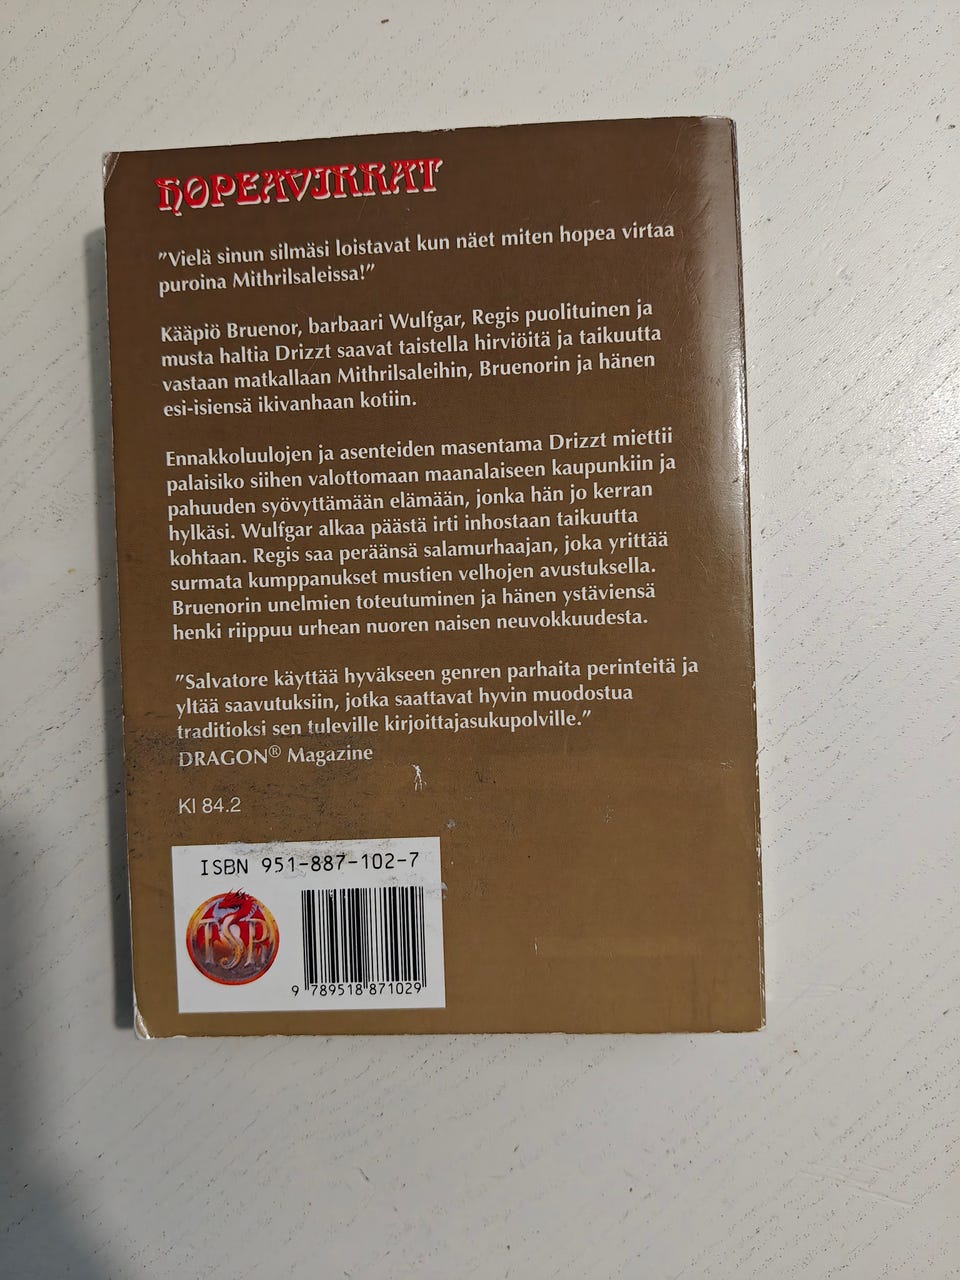 HOPEAVIRRAT
"Vielä sinun silmäsi loistavat kun näet miten hopea virtaa
puroina Mithrilsaleissa!"
Kääpiö Bruenor, barbaari Wulfgar, Regis puolituinen ja
musta haltia Drizzt saavat taistella hirviöitä ja taikuutta
vastaan matkallaan Mithrilsaleihin, Bruenorin ja hänen
esi-isiensä ikivanhaan kotiin.
Ennakkoluulojen ja asenteiden masentama Drizzt miettii
palaisiko siihen valottomaan maanalaiseen kaupunkiin ja
pahuuden syövyttämään elämään, jonka hän jo kerran
hylkäsi. Wulfgar alkaa päästä irti inhostaan taikuutta
kohtaan. Regis saa peräänsä salamurhaajan, joka yrittää
surmata kumppanukset mustien velhojen avustuksella.
Bruenorin unelmien toteutuminen ja hänen ystäviensä
henki riippuu urhean nuoren naisen neuvokkuudesta.
"Salvatore käyttää hyväkseen genren parhaita perinteitä ja
yltää saavutuksiin, jotka saattavat hyvin muodostua
traditioksi sen tuleville kirjoittajasukupolville."
DRAGON® Magazine
Kl 84.2
ISBN 951-887-102-7
TSR
9 789518 871029